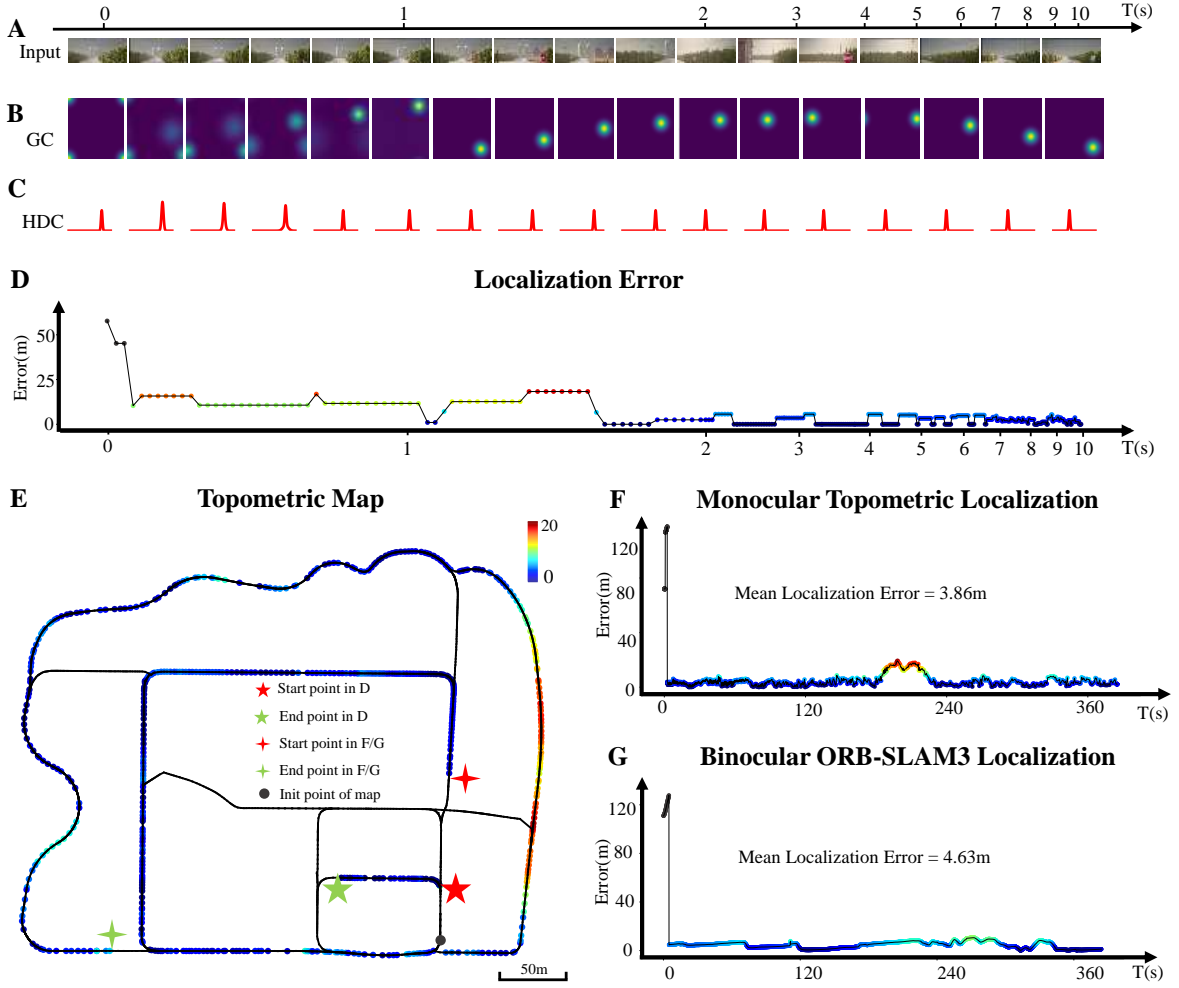 0 1 2 3 4 5 6 7 8 9 10 T(s)
A
Input
B
GC
C
HDC
D Localization Error
Error(m)
50
25
0
0 1 2 3 4 5 6 7 8 9 10 T(s)
E Topometric Map
20
0
Start point in D
End point in D
Start point in F/G
End point in F/G
Init point of map
50m
F Monocular Topometric Localization
Error(m)
120
80
40
0
Mean Localization Error = 3.86m
0 120 240 360 T(s)
G Binocular ORB-SLAM3 Localization
Error(m)
120
80
40
0
Mean Localization Error = 4.63m
0 120 240 360 T(s)